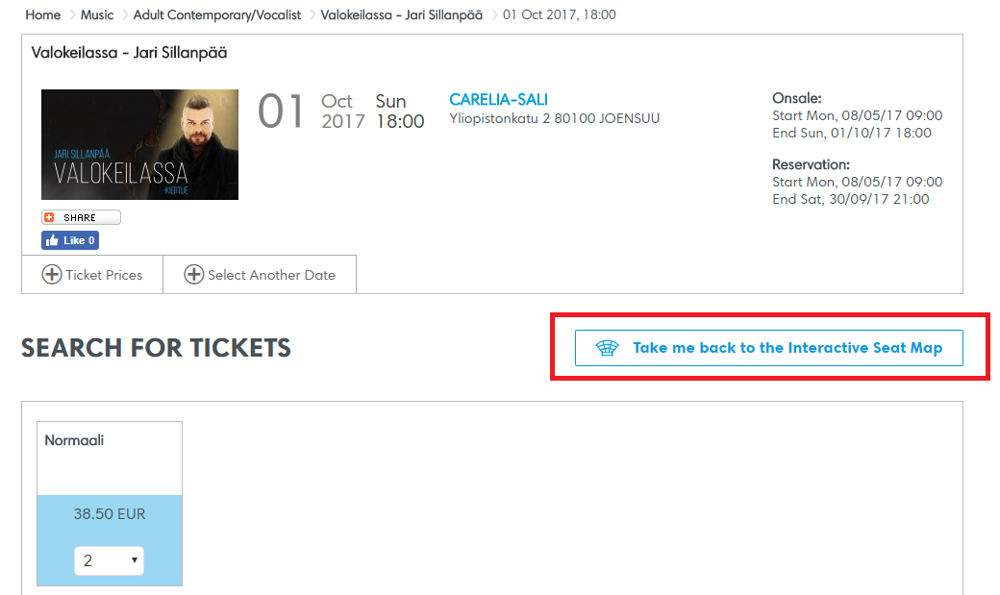 Home > Music > Adult Contemporary/Vocalist > Valokeilassa - Jari Sillanpää > 01 Oct 2017, 18:00
Valokeilassa - Jari Sillanpää
JARI SILLANPÄÄ
VALOKEILASSA
-KIERTUE
01 Oct 2017 Sun 18:00
CARELIA-SALI
Yliopistonkatu 2 80100 JOENSUU
Onsale:
Start Mon, 08/05/17 09:00
End Sun, 01/10/17 18:00
Reservation:
Start Mon, 08/05/17 09:00
End Sat, 30/09/17 21:00
SHARE
Like 0
Ticket Prices
Select Another Date
SEARCH FOR TICKETS
Take me back to the Interactive Seat Map
Normaali
38.50 EUR
2